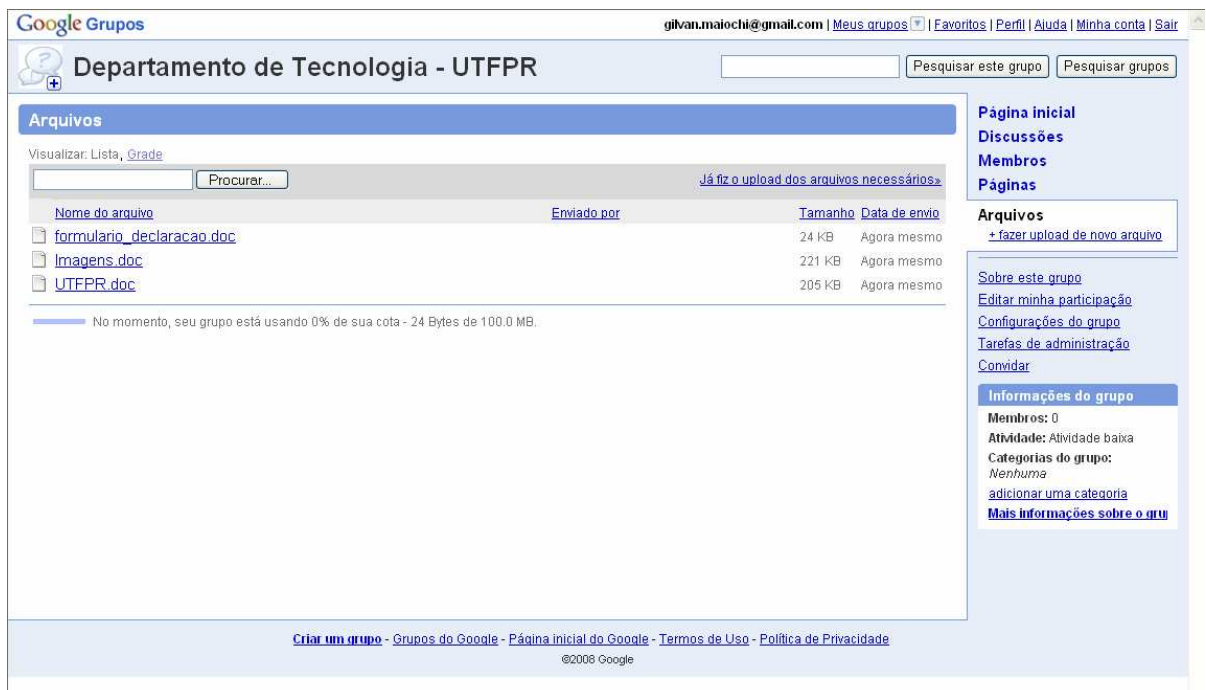 Google Grupos
gilvan.maiochi@gmail.com | Meus grupos | Favoritos | Perfil | Ajuda | Minha conta | Sair
Departamento de Tecnologia - UTFPR
Pesquisar este grupo Pesquisar grupos
Arquivos
Visualizar: Lista, Grade
Procurar...
Já fiz o upload dos arquivos necessários»
Nome do arquivo Enviado por Tamanho Data de envio
formulario_declaracao.doc 24 KB Agora mesmo
Imagens.doc 221 KB Agora mesmo
UTFPR.doc 205 KB Agora mesmo
No momento, seu grupo está usando 0% de sua cota - 24 Bytes de 100.0 MB.
Página inicial
Discussões
Membros
Páginas
Arquivos
+ fazer upload de novo arquivo
Sobre este grupo
Editar minha participação
Configurações do grupo
Tarefas de administração
Convidar
Informações do grupo
Membros: 0
Atividade: Atividade baixa
Categorias do grupo:
Nenhuma
adicionar uma categoria
Mais informações sobre o gru
Criar um grupo - Grupos do Google - Página inicial do Google - Termos de Uso - Política de Privacidade
©2008 Google